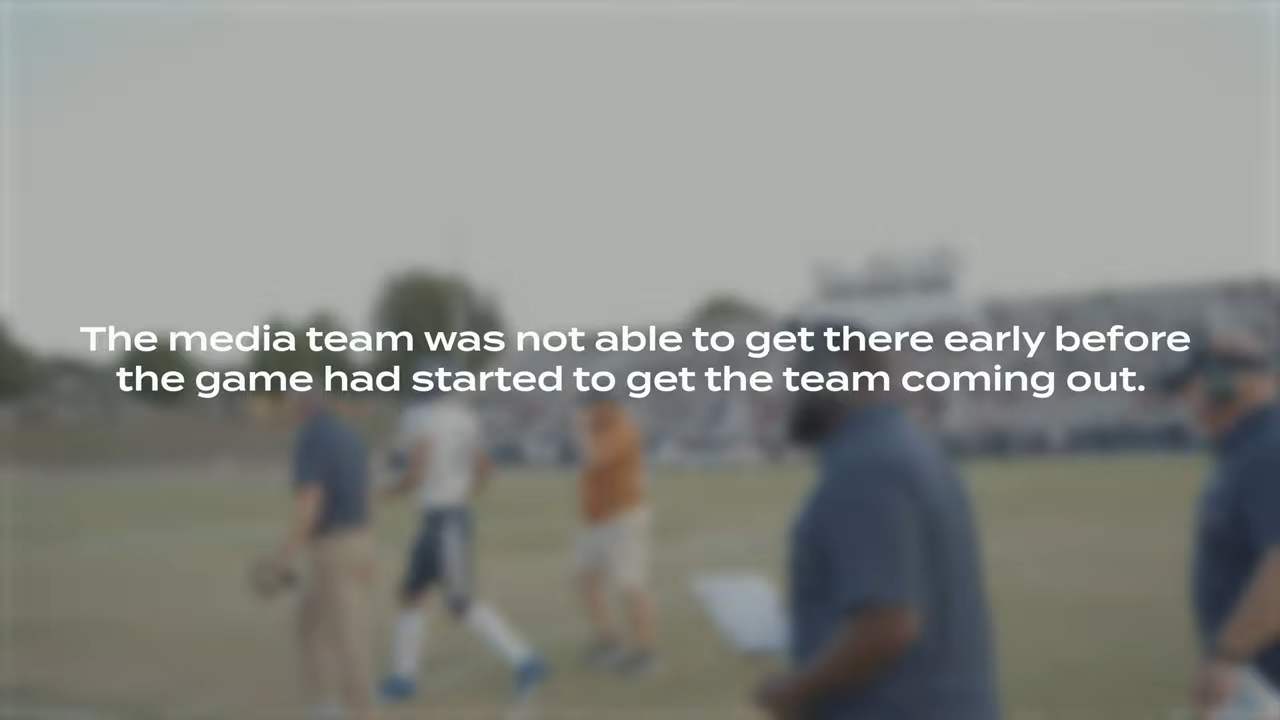 The media team was not able to get there early before
the game had started to get the team coming out.